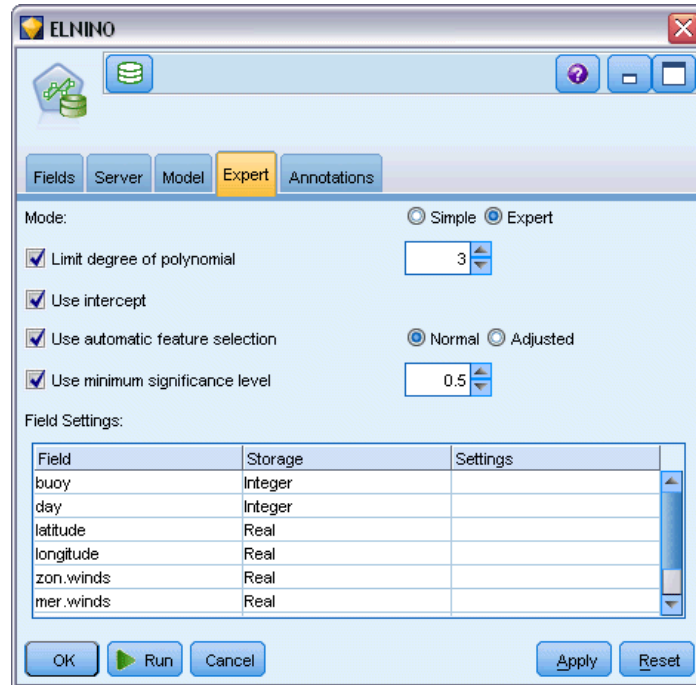 ELNINO
Fields Server Model Expert Annotations
Mode: Simple Expert
Limit degree of polynomial 3
Use intercept
Use automatic feature selection Normal Adjusted
Use minimum significance level 0.5
Field Settings:
Field Storage Settings
buoy Integer
day Integer
latitude Real
longitude Real
zon.winds Real
mer.winds Real
OK Run Cancel Apply Reset